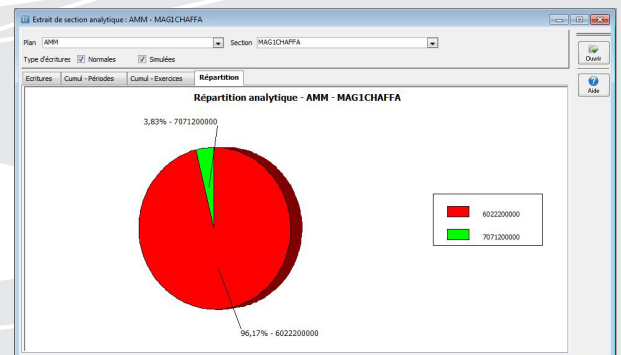 Extrait de section analytique : AMM - MAG1CHAFFA
Plan AMM Section MAG1CHAFFA
Type d'écritures Normales Simulées
Ouvrir
Aide
Ecritures Cumul - Périodes Cumul - Exercices Répartition
Répartition analytique - AMM - MAG1CHAFFA
3,83% - 7071200000
6022200000
7071200000
96,17% - 6022200000